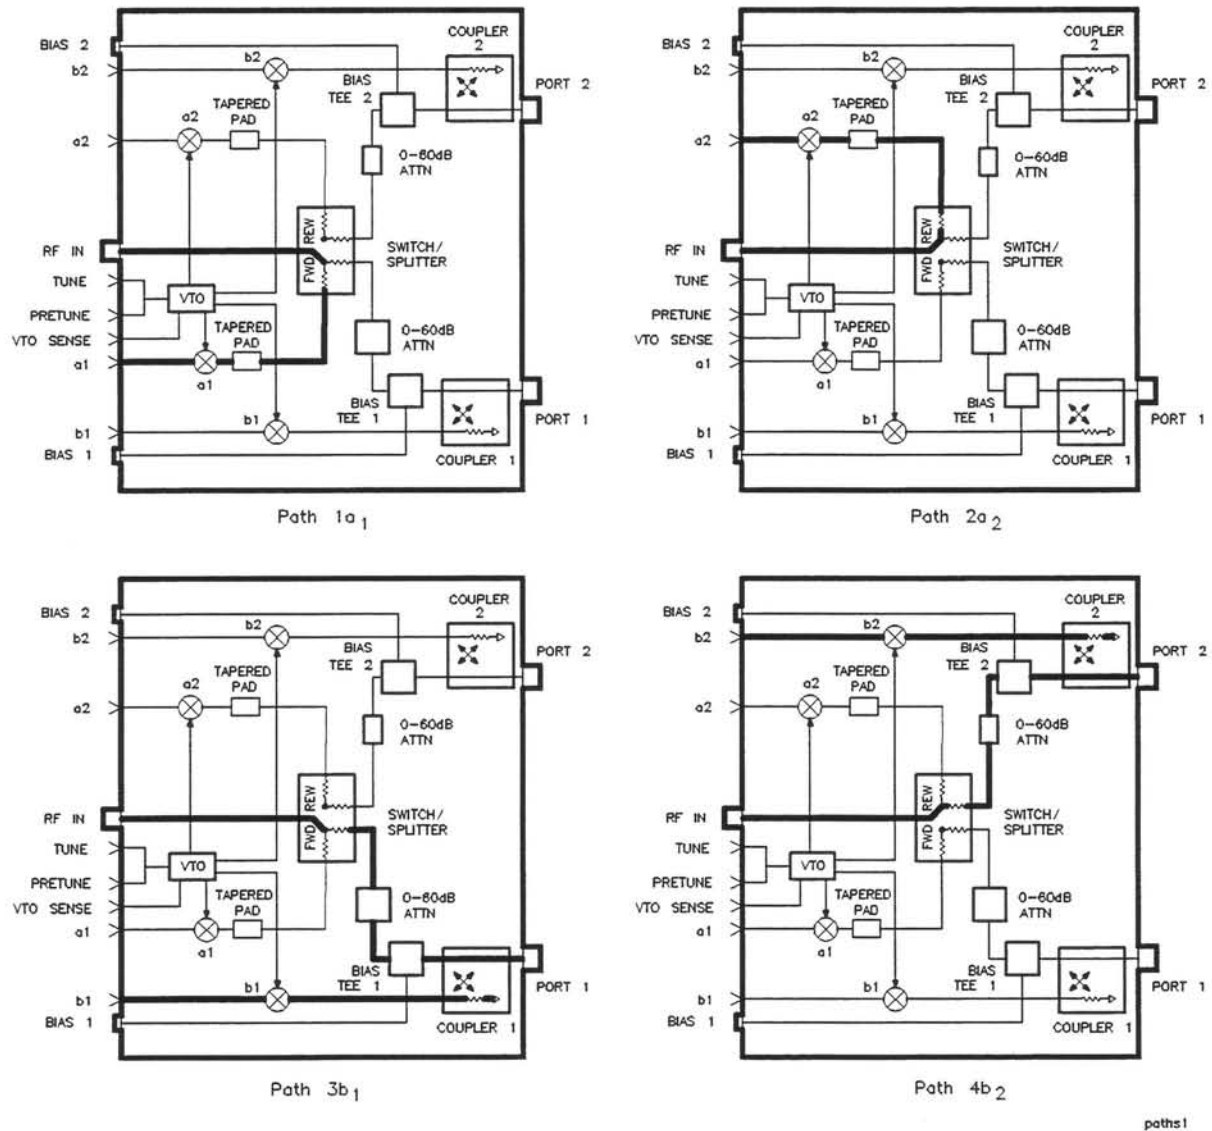 COUPLER
2
BIAS 2
b2
b2
BIAS
TEE 2
PORT 2
TAPERED
PAD
a2
a2
0-60dB
ATTN
REW
FWD
RF IN
SWITCH/
SPLITTER
TUNE
VTO
PRETUNE
VTO SENSE
TAPERED
PAD
0-60dB
ATTN
a1
a1
BIAS
TEE 1
PORT 1
b1
b1
BIAS 1
COUPLER 1
Path 1a1
COUPLER
2
BIAS 2
b2
b2
BIAS
TEE 2
PORT 2
TAPERED
PAD
a2
a2
0-60dB
ATTN
REW
FWD
RF IN
SWITCH/
SPLITTER
TUNE
VTO
PRETUNE
VTO SENSE
TAPERED
PAD
0-60dB
ATTN
a1
a1
BIAS
TEE 1
PORT 1
b1
b1
BIAS 1
COUPLER 1
Path 2a2
COUPLER
2
BIAS 2
b2
b2
BIAS
TEE 2
PORT 2
TAPERED
PAD
a2
a2
0-60dB
ATTN
REW
FWD
RF IN
SWITCH/
SPLITTER
TUNE
VTO
PRETUNE
VTO SENSE
TAPERED
PAD
0-60dB
ATTN
a1
a1
BIAS
TEE 1
PORT 1
b1
b1
BIAS 1
COUPLER 1
Path 3b1
COUPLER
2
BIAS 2
b2
b2
BIAS
TEE 2
PORT 2
TAPERED
PAD
a2
a2
0-60dB
ATTN
REW
FWD
RF IN
SWITCH/
SPLITTER
TUNE
VTO
PRETUNE
VTO SENSE
TAPERED
PAD
0-60dB
ATTN
a1
a1
BIAS
TEE 1
PORT 1
b1
b1
BIAS 1
COUPLER 1
Path 4b2
paths1